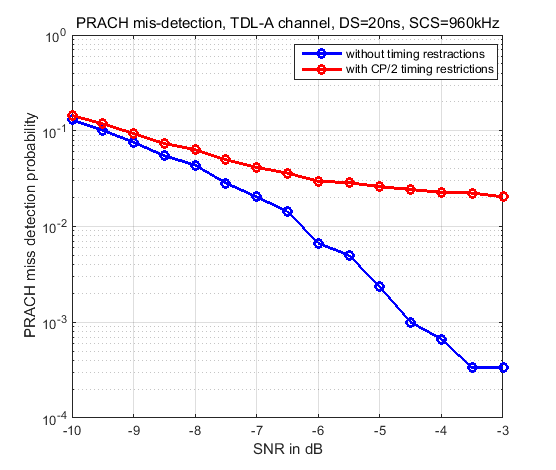 PRACH mis-detection, TDL-A channel, DS=20ns, SCS=960kHz
without timing restractions
with CP/2 timing restrictions
PRACH miss detection probability
10^0
10^-1
10^-2
10^-3
10^-4
-10 -9 -8 -7 -6 -5 -4 -3
SNR in dB